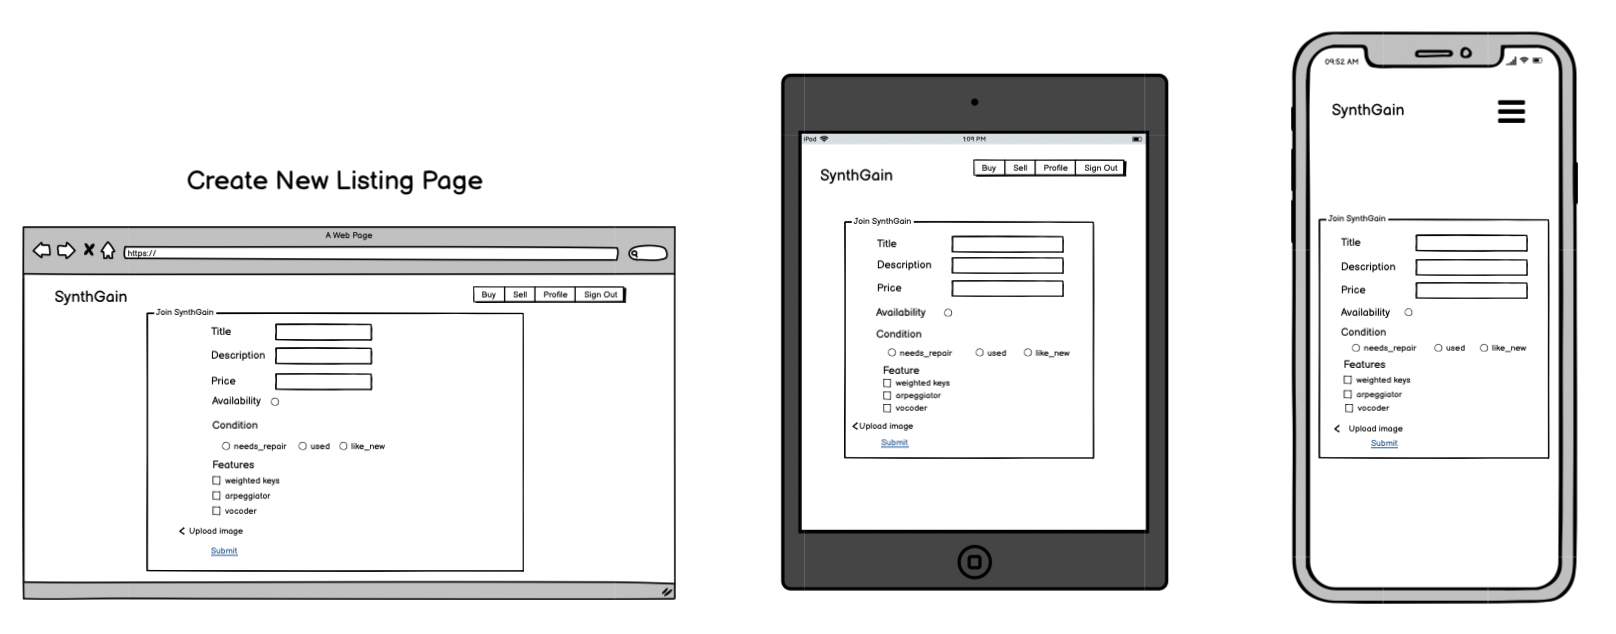 Create New Listing Page
A Web Page
https://
SynthGain
Buy Sell Profile Sign Out
Join SynthGain
Title
Description
Price
Availability
Condition
needs_repair used like_new
Features
weighted keys
arpeggiator
vocoder
Upload image
Submit
iPad 1:09 PM
SynthGain
Buy Sell Profile Sign Out
Join SynthGain
Title
Description
Price
Availability
Condition
needs_repair used like_new
Feature
weighted keys
arpeggiator
vocoder
Upload image
Submit
09:52 AM
SynthGain
Join SynthGain
Title
Description
Price
Availability
Condition
needs_repair used like_new
Features
weighted keys
arpeggiator
vocoder
Upload image
Submit